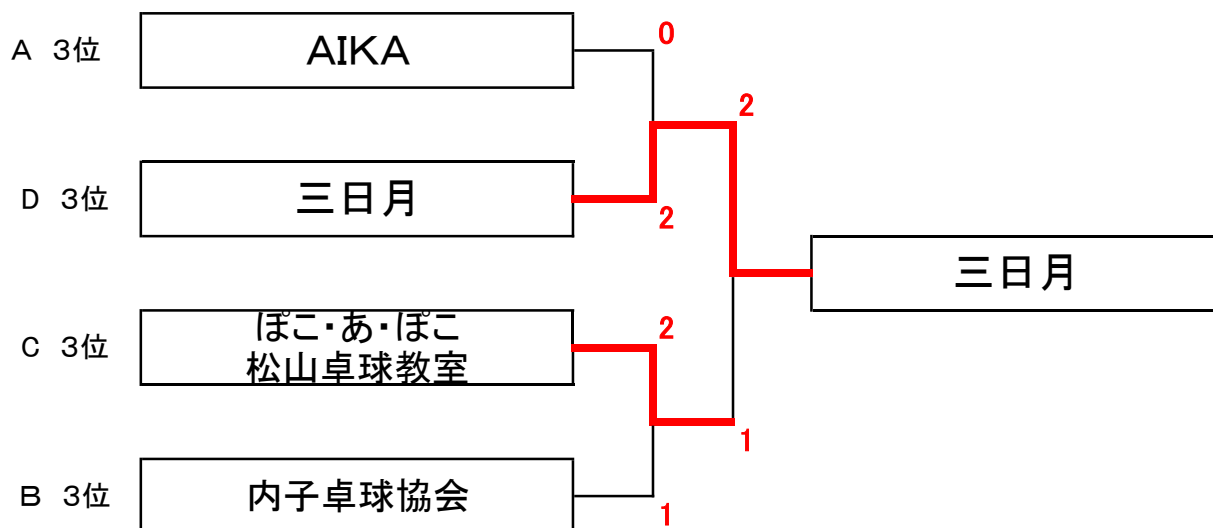 A 3位
AIKA
0
2
D 3位
三日月
2
三日月
C 3位
ぽこ・あ・ぽこ
松山卓球教室
2
1
B 3位
内子卓球協会
1